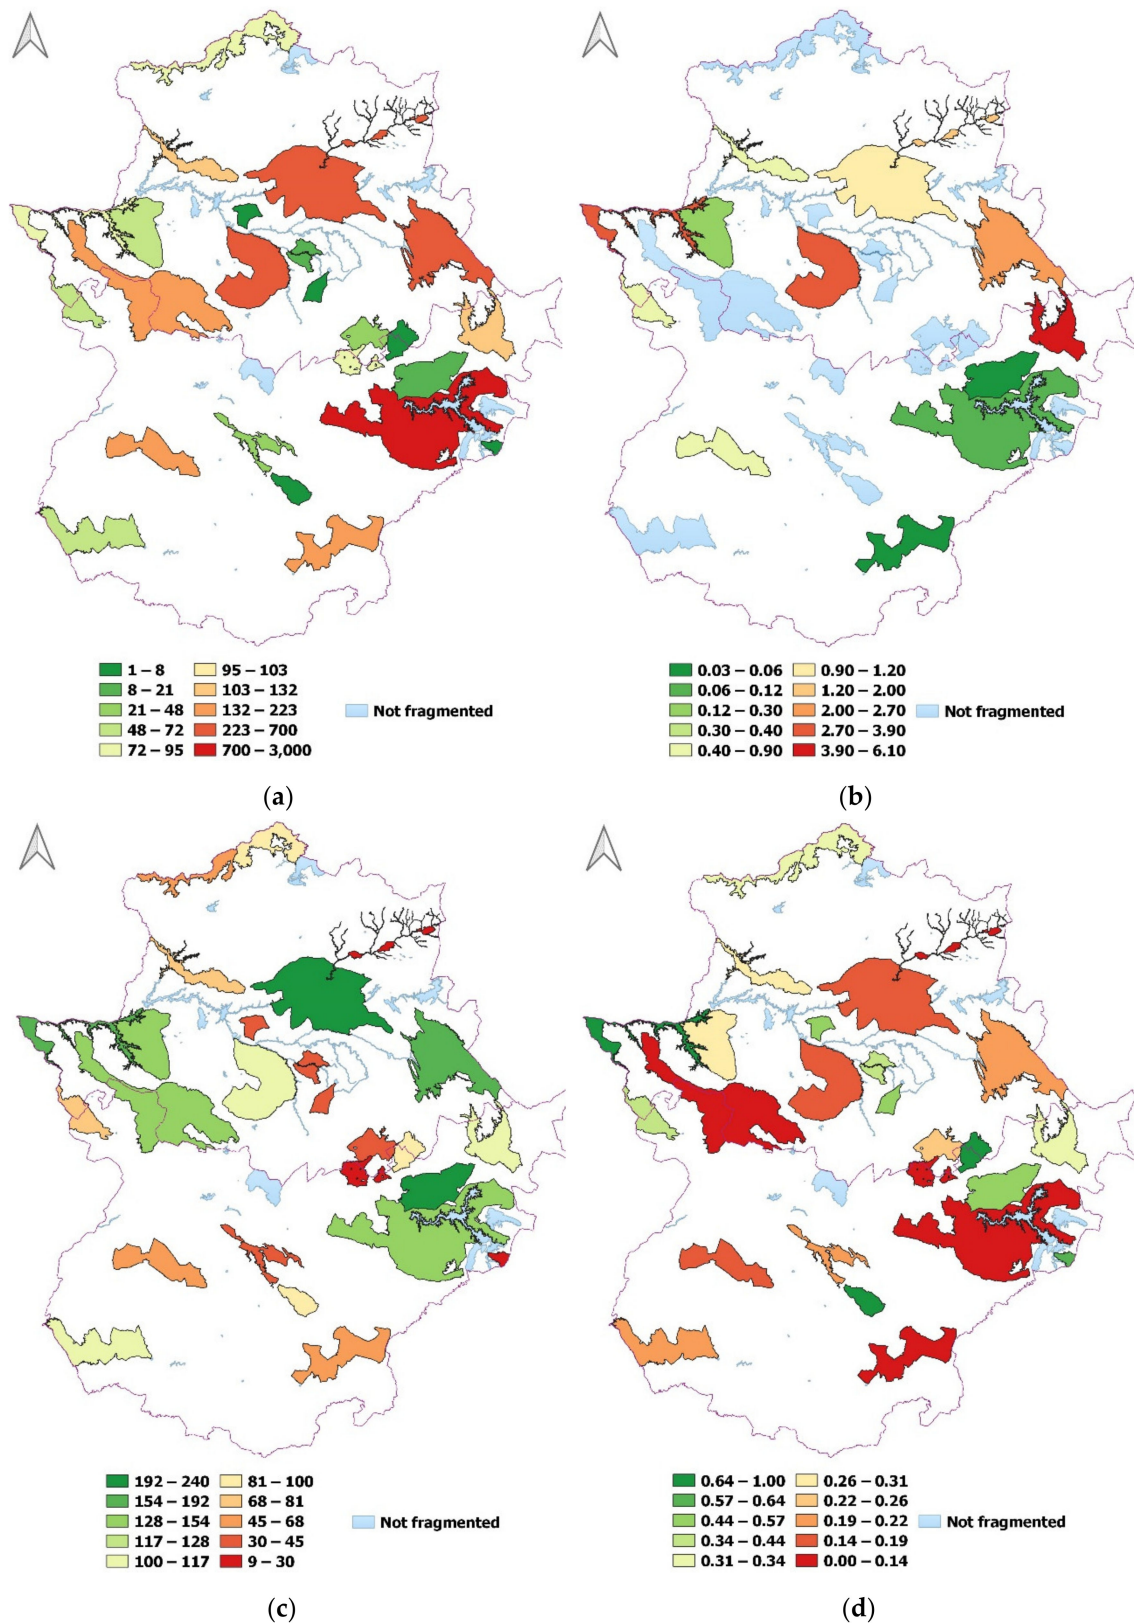 1 – 8 95 – 103
8 – 21 103 – 132
21 – 48 132 – 223 Not fragmented
48 – 72 223 – 700
72 – 95 700 – 3,000
(a)
0.03 – 0.06 0.90 – 1.20
0.06 – 0.12 1.20 – 2.00
0.12 – 0.30 2.00 – 2.70 Not fragmented
0.30 – 0.40 2.70 – 3.90
0.40 – 0.90 3.90 – 6.10
(b)
192 – 240 81 – 100
154 – 192 68 – 81
128 – 154 45 – 68 Not fragmented
117 – 128 30 – 45
100 – 117 9 – 30
(c)
0.64 – 1.00 0.26 – 0.31
0.57 – 0.64 0.22 – 0.26
0.44 – 0.57 0.19 – 0.22 Not fragmented
0.34 – 0.44 0.14 – 0.19
0.31 – 0.34 0.00 – 0.14
(d)